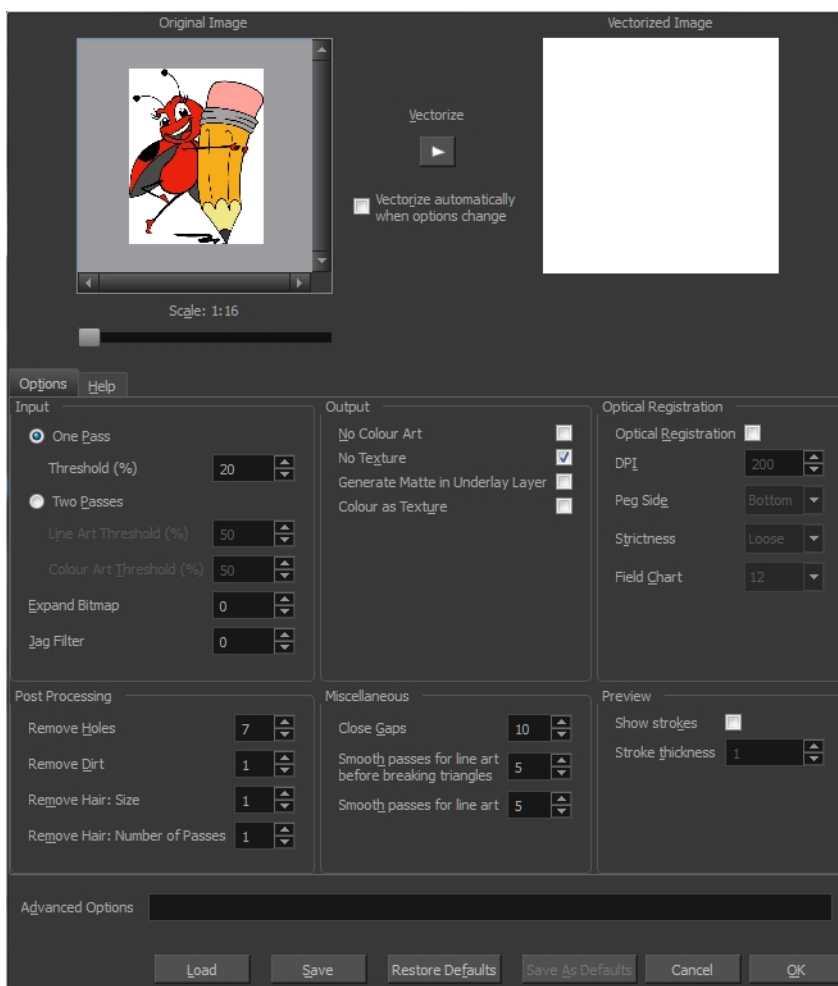 Original Image
Vectorized Image
Vectorize
Vectorize automatically
when options change
Scale: 1:16
Options
Help
Input
One Pass
Threshold (%) 20
Two Passes
Line Art Threshold (%) 50
Colour Art Threshold (%) 50
Expand Bitmap 0
Jag Filter 0
Output
No Colour Art
No Texture
Generate Matte in Underlay Layer
Colour as Texture
Optical Registration
Optical Registration
DPI 200
Peg Side Bottom
Strictness Loose
Field Chart 12
Post Processing
Remove Holes 7
Remove Dirt 1
Remove Hair: Size 1
Remove Hair: Number of Passes 1
Miscellaneous
Close Gaps 10
Smooth passes for line art
before breaking triangles 5
Smooth passes for line art 5
Preview
Show strokes
Stroke thickness 1
Advanced Options
Load
Save
Restore Defaults
Save As Defaults
Cancel
OK